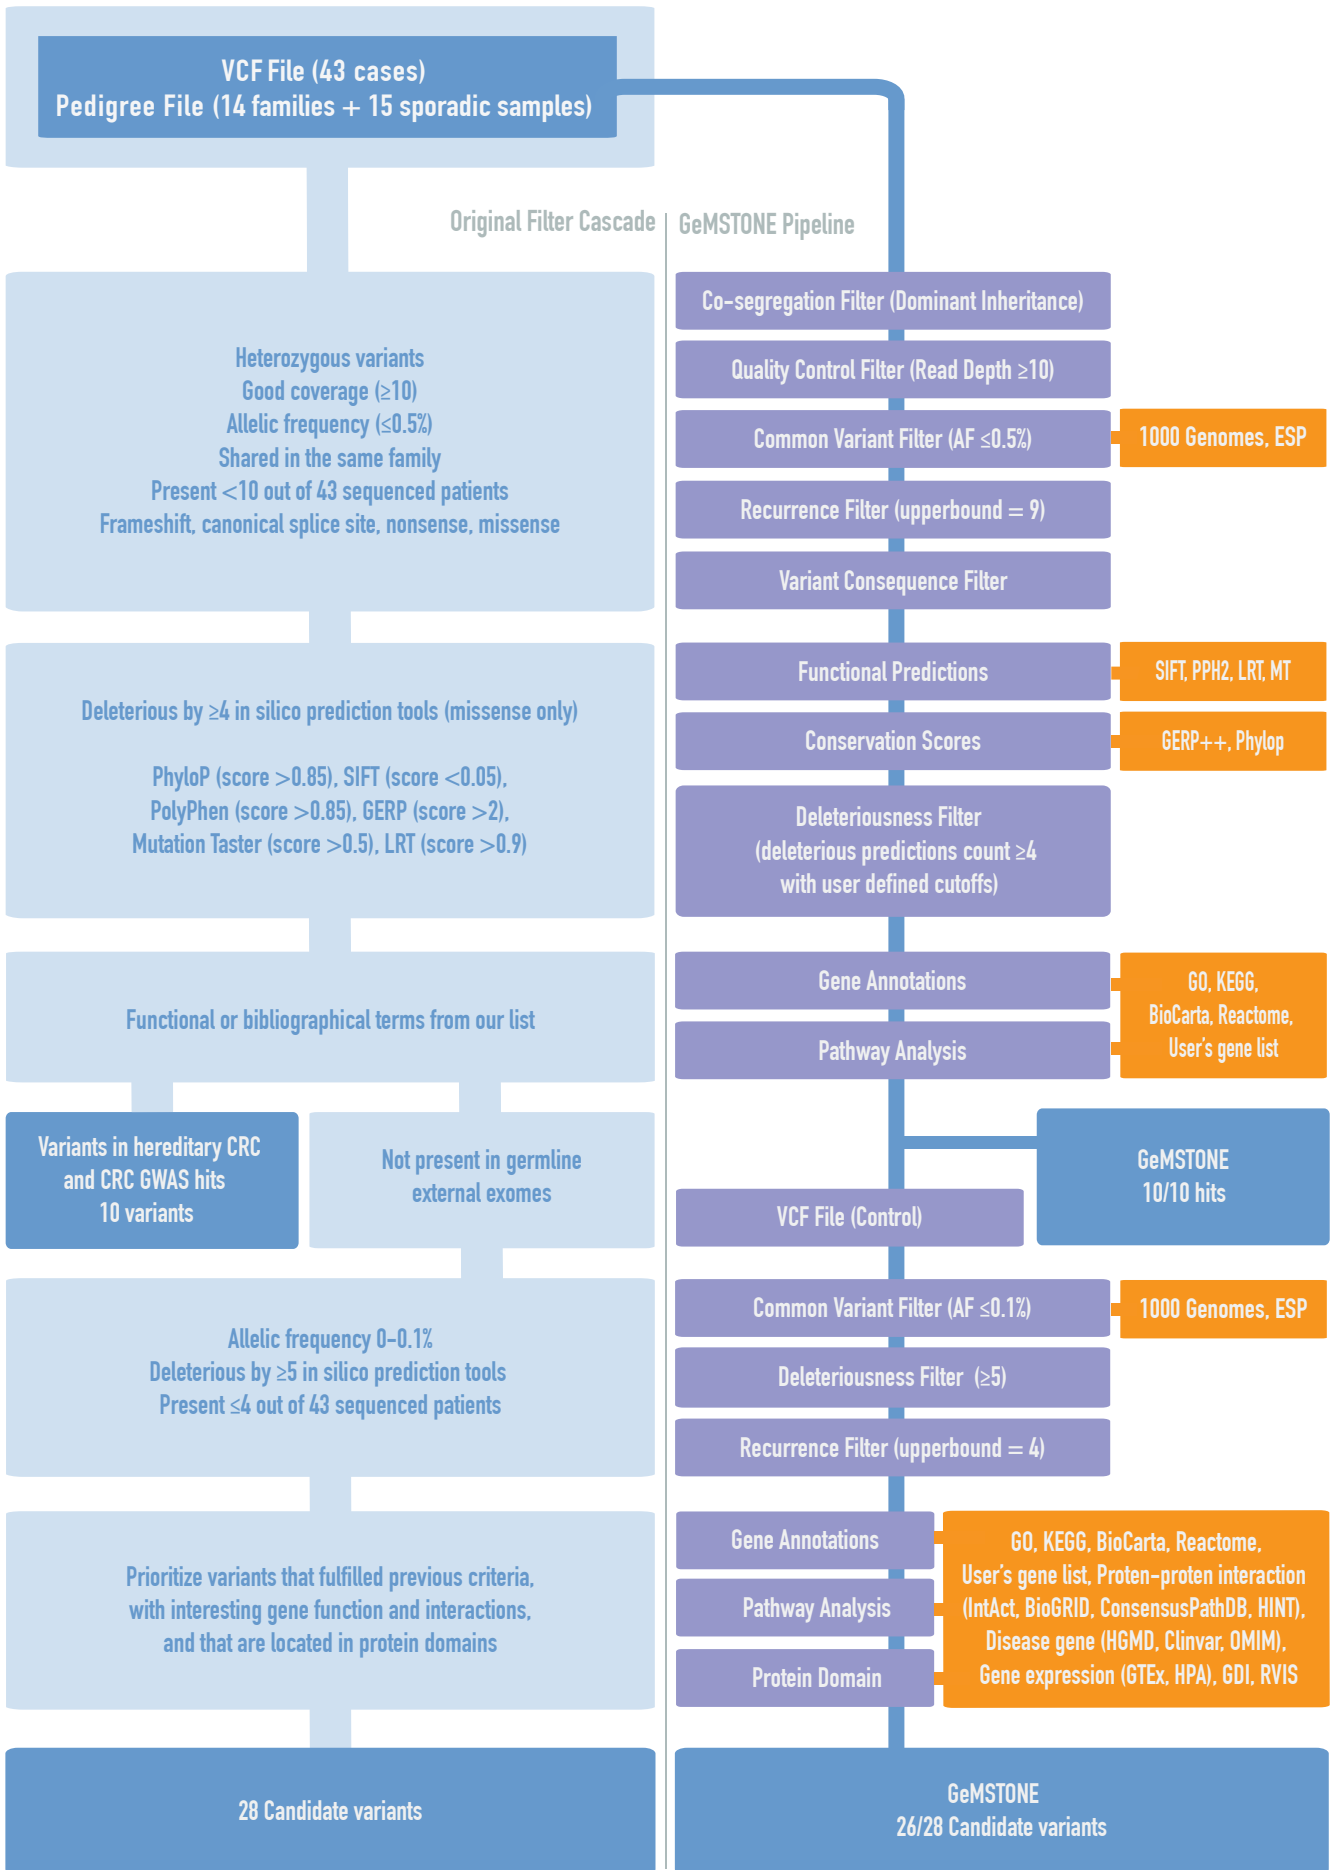 VCF File (43 cases)
Pedigree File (14 families + 15 sporadic samples)
Original Filter Cascade
GeMSTONE Pipeline
Heterozygous variants
Good coverage (≥10)
Allelic frequency (≤0.5%)
Shared in the same family
Present <10 out of 43 sequenced patients
Frameshift, canonical splice site, nonsense, missense
Co-segregation Filter (Dominant Inheritance)
Quality Control Filter (Read Depth ≥10)
Common Variant Filter (AF ≤0.5%)
1000 Genomes, ESP
Recurrence Filter (upperbound = 9)
Variant Consequence Filter
Deleterious by ≥4 in silico prediction tools (missense only)
PhyloP (score >0.85), SIFT (score <0.05),
PolyPhen (score >0.85), GERP (score >2),
Mutation Taster (score >0.5), LRT (score >0.9)
Functional Predictions
SIFT, PPH2, LRT, MT
Conservation Scores
GERP++, Phylop
Deleteriousness Filter
(deleterious predictions count ≥4
with user defined cutoffs)
Functional or bibliographical terms from our list
Gene Annotations
Pathway Analysis
GO, KEGG,
BioCarta, Reactome,
User's gene list
Variants in hereditary CRC
and CRC GWAS hits
10 variants
Not present in germline
external exomes
GeMSTONE
10/10 hits
VCF File (Control)
Allelic frequency 0-0.1%
Deleterious by ≥5 in silico prediction tools
Present ≤4 out of 43 sequenced patients
Common Variant Filter (AF ≤0.1%)
1000 Genomes, ESP
Deleteriousness Filter (≥5)
Recurrence Filter (upperbound = 4)
Prioritize variants that fulfilled previous criteria,
with interesting gene function and interactions,
and that are located in protein domains
Gene Annotations
Pathway Analysis
Protein Domain
GO, KEGG, BioCarta, Reactome,
User's gene list, Proten-proten interaction
(IntAct, BioGRID, ConsensusPathDB, HINT),
Disease gene (HGMD, Clinvar, OMIM),
Gene expression (GTEx, HPA), GDI, RVIS
28 Candidate variants
GeMSTONE
26/28 Candidate variants